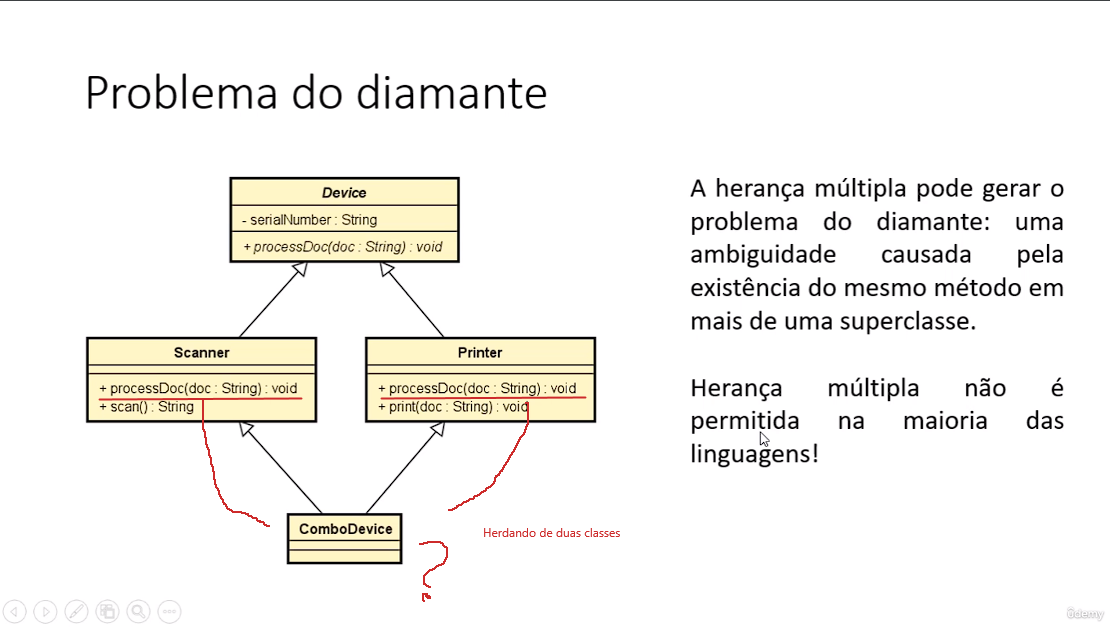 Problema do diamante
Device
- serialNumber : String
+ processDoc(doc : String) : void
Scanner
+ processDoc(doc : String) : void
+ scan() : String
Printer
+ processDoc(doc : String) : void
+ print(doc : String) : void
ComboDevice
?
Herdando de duas classes
A herança múltipla pode gerar o
problema do diamante: uma
ambiguidade causada pela
existência do mesmo método em
mais de uma superclasse.
Herança múltipla não é
permitida na maioria das
linguagens!
ûdemy